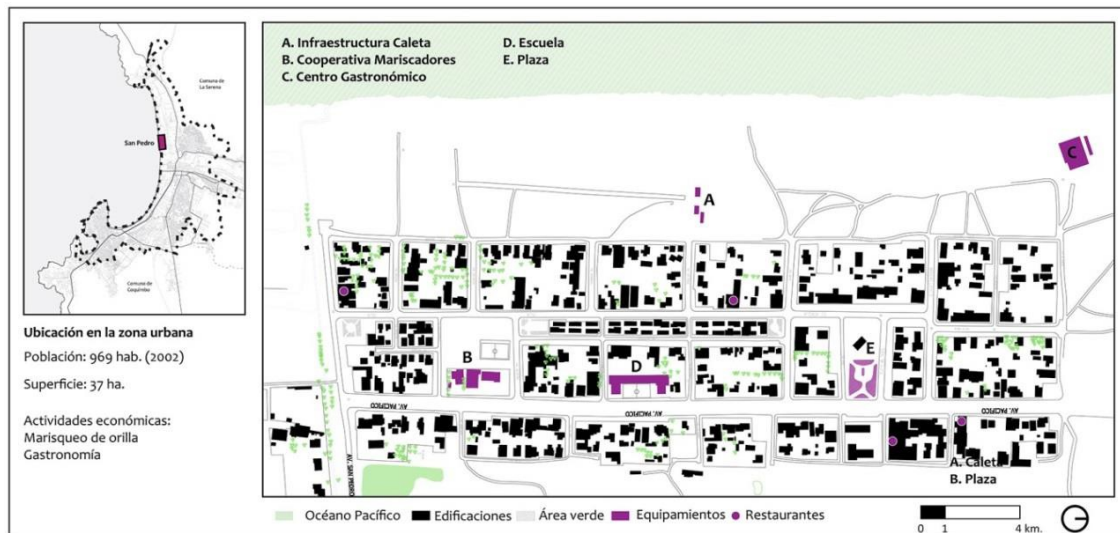 Comuna de
La Serena
San Pedro
Comuna de
Coquimbo
Ubicación en la zona urbana
Población: 969 hab. (2002)
Superficie: 37 ha.
Actividades económicas:
Marisqueo de orilla
Gastronomía
A. Infraestructura Caleta
B. Cooperativa Mariscadores
C. Centro Gastronómico
D. Escuela
E. Plaza
C
A
B
D
E
AV. PACIFICO
AV. PACIFICO
AV. PACIFICO
AV. SAN PEDRO
A. Caleta
B. Plaza
Océano Pacífico
Edificaciones
Área verde
Equipamientos
Restaurantes
0 1 4 km.